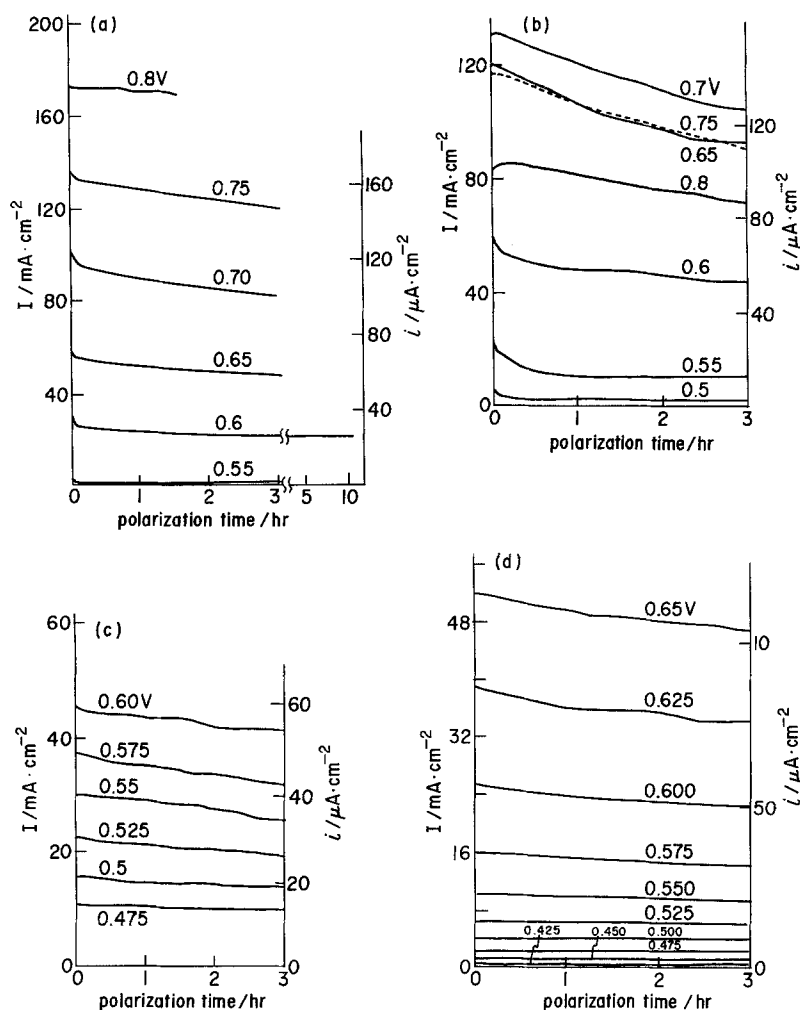 (a)
200
160
120
80
40
I/mA·cm⁻²
0.8V
0.75
0.70
0.65
0.6
0.55
160
120
80
40
i/μA·cm⁻²
0 1 2 3 5 10
polarization time/hr
(b)
120
80
40
0
I/mA·cm⁻²
0.7V
0.75
0.65
0.8
0.6
0.55
0.5
120
80
40
i/μA·cm⁻²
0 1 2 3
polarization time/hr
(c)
60
40
20
0
I/mA·cm⁻²
0.60V
0.575
0.55
0.525
0.5
0.475
60
40
20
0
i/μA·cm⁻²
0 1 2 3
polarization time/hr
(d)
48
32
16
0
I/mA·cm⁻²
0.65V
0.625
0.600
0.575
0.550
0.525
0.425 0.450 0.500
0.475
10
50
0
i/μA·cm⁻²
0 1 2 3
polarization time/hr